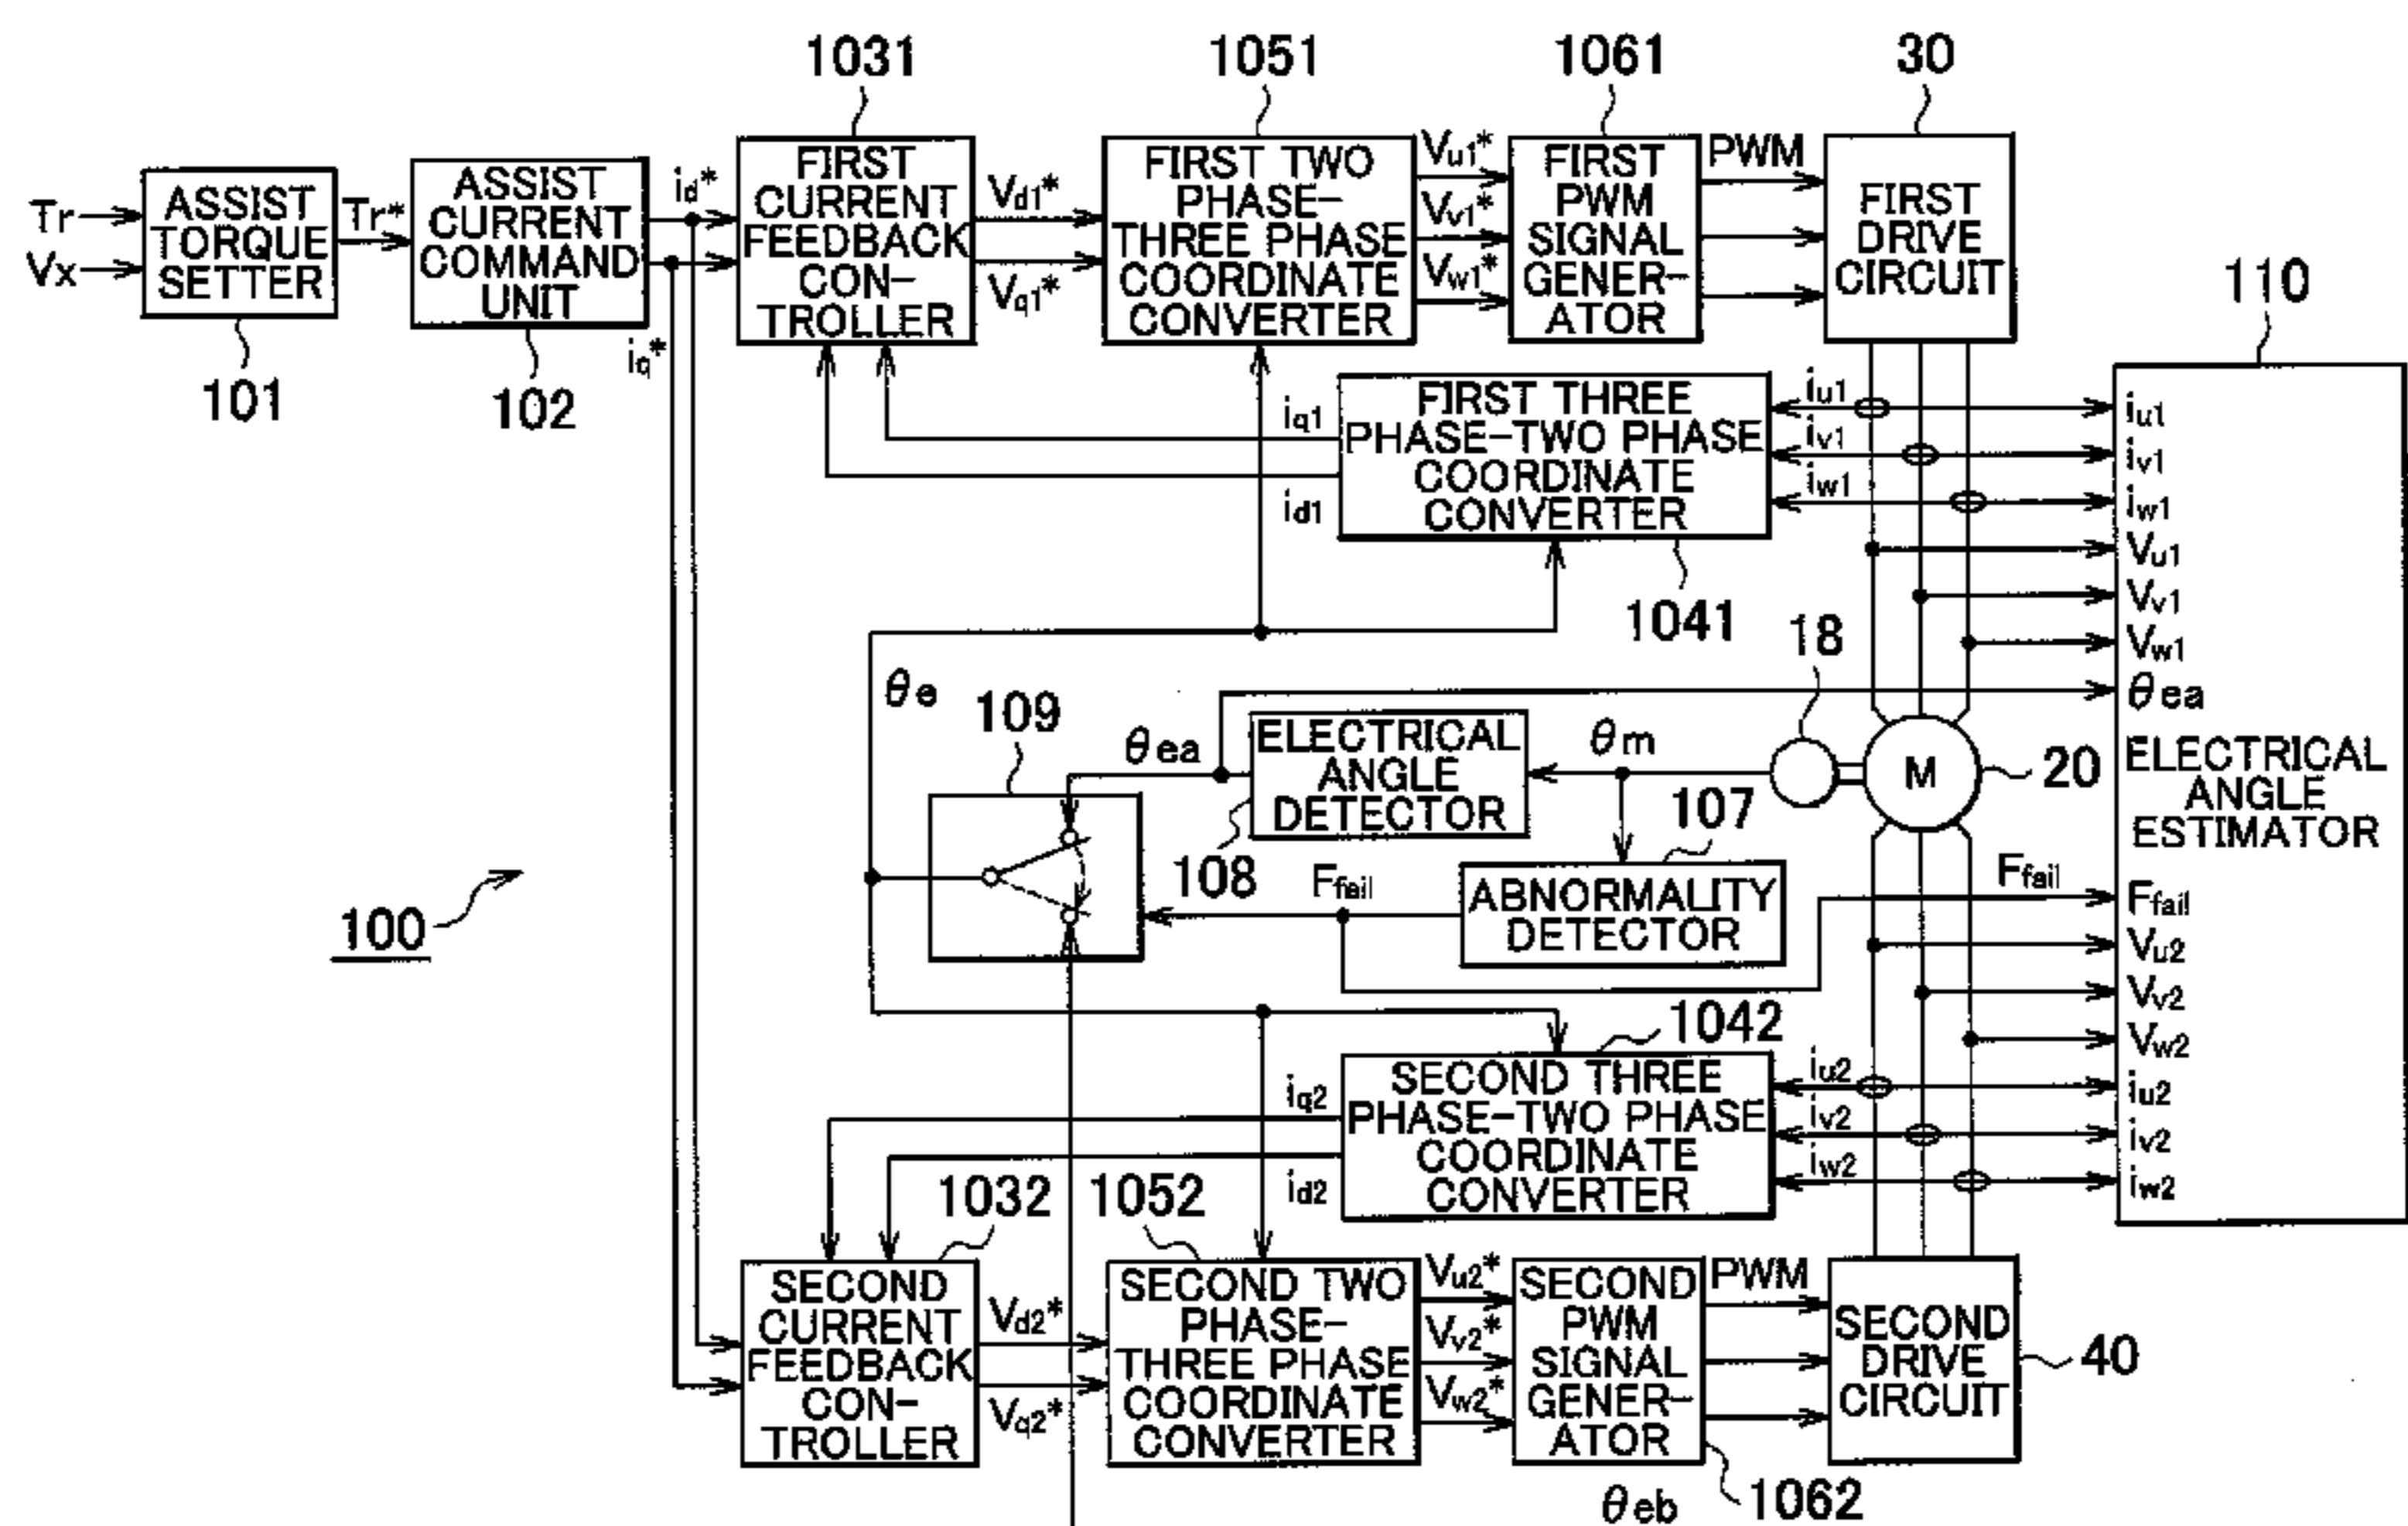 1031
1051
1061
30
Tr
Vx
ASSIST
TORQUE
SETTER
101
Tr*
ASSIST
CURRENT
COMMAND
UNIT
102
id*
iq*
FIRST
CURRENT
FEEDBACK
CON-
TROLLER
Vd1*
Vq1*
FIRST TWO
PHASE-
THREE PHASE
COORDINATE
CONVERTER
Vu1*
Vv1*
Vw1*
FIRST
PWM
SIGNAL
GENER-
ATOR
PWM
FIRST
DRIVE
CIRCUIT
110
iq1
id1
FIRST THREE
PHASE-TWO PHASE
COORDINATE
CONVERTER
1041
iu1
iv1
iw1
iu1
iv1
iw1
Vu1
Vv1
Vw1
θea
ELECTRICAL
ANGLE
ESTIMATOR
Ffail
Vu2
Vv2
Vw2
iu2
iv2
iw2
θe
109
θea
ELECTRICAL
ANGLE
DETECTOR
108
θm
18
M
20
107
Ffail
ABNORMALITY
DETECTOR
Ffail
100
1042
iq2
id2
SECOND THREE
PHASE-TWO PHASE
COORDINATE
CONVERTER
iu2
iv2
iw2
1032
1052
SECOND
CURRENT
FEEDBACK
CON-
TROLLER
Vd2*
Vq2*
SECOND TWO
PHASE-
THREE PHASE
COORDINATE
CONVERTER
Vu2*
Vv2*
Vw2*
SECOND
PWM
SIGNAL
GENER-
ATOR
PWM
SECOND
DRIVE
CIRCUIT
40
θeb
1062